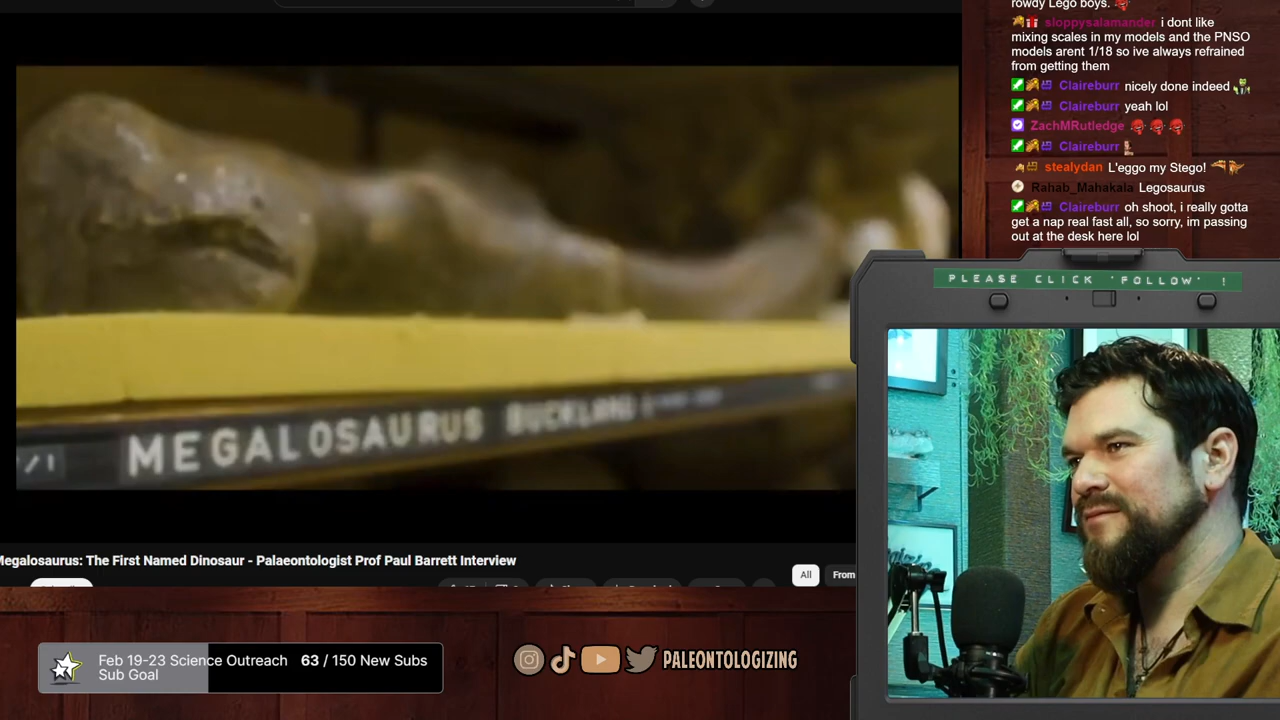 rowdy Lego boys.
sloppysalamander i dont like
mixing scales in my models and the PNSO
models arent 1/18 so ive always refrained
from getting them
Claireburr nicely done indeed
Claireburr yeah lol
ZachMRutledge
Claireburr
stealydan L'eggo my Stego!
Rahab_Mahakala Legosaurus
Claireburr oh shoot, i really gotta
get a nap real fast all, so sorry, im passing
out at the desk here lol
PLEASE CLICK 'FOLLOW' !
/1 MEGALOSAURUS BUCKLAND
Megalosaurus: The First Named Dinosaur - Palaeontologist Prof Paul Barrett Interview
All From
Feb 19-23 Science Outreach 63 / 150 New Subs
Sub Goal
PALEONTOLOGIZING